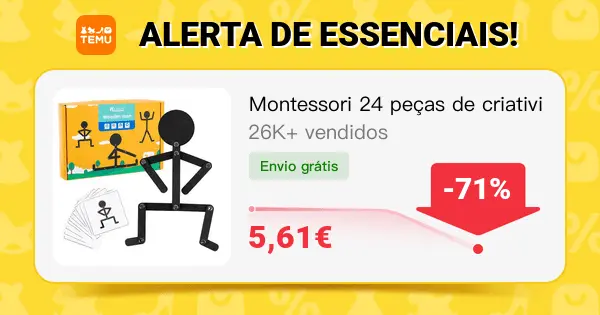 TEMU
ALERTA DE ESSENCIAIS!
Montessori 24 peças de criativi
26K+ vendidos
Envio grátis
-71%
5,61€